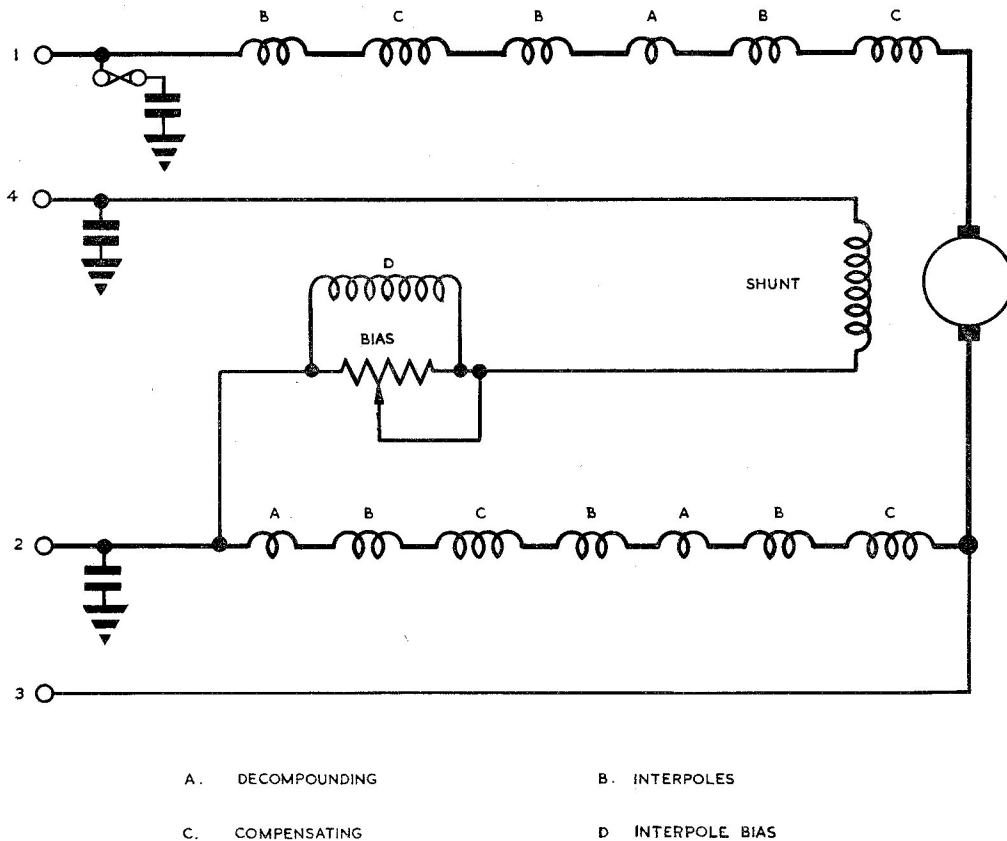 B C B A B C
1
4
D
SHUNT
BIAS
A B C B A B C
2
3
A. DECOMPOUNDING B. INTERPOLES
C. COMPENSATING D INTERPOLE BIAS